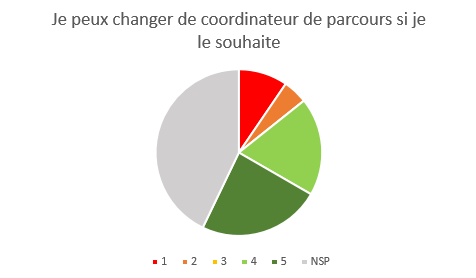 Je peux changer de coordinateur de parcours si je
le souhaite
1 2 3 4 5 NSP